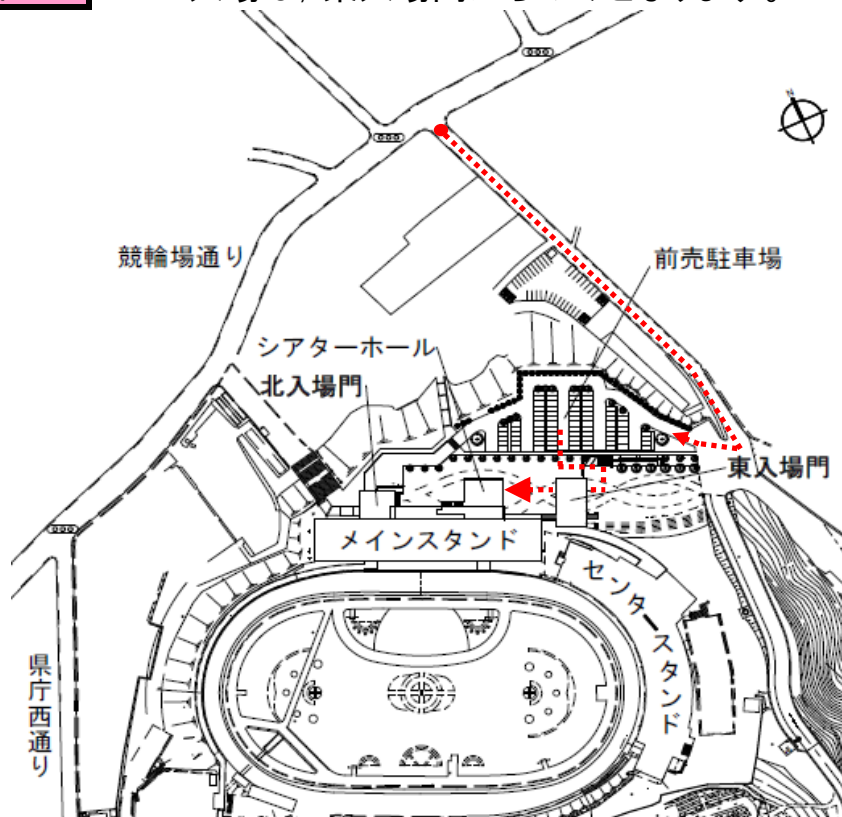 競輪場通り
前売駐車場
シアターホール
北入場門
東入場門
メインスタンド
センタースタンド
県庁西通り
N